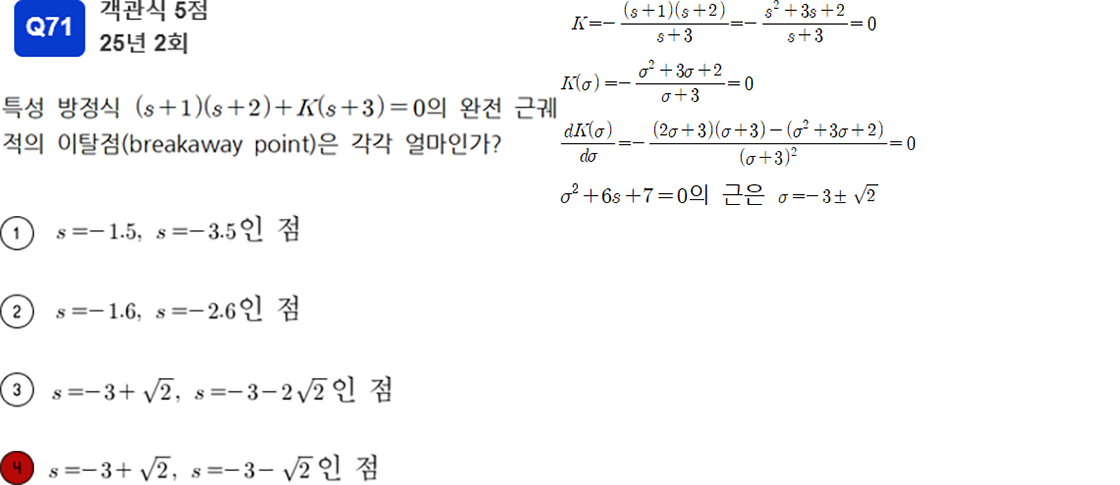 Q71
객관식 5점
25년 2회
특성 방정식 (s+1)(s+2)+K(s+3)=0의 완전 근궤
적의 이탈점(breakaway point)은 각각 얼마인가?
① s=-1.5, s=-3.5인 점
② s=-1.6, s=-2.6인 점
③ s=-3+√2, s=-3-2√2인 점
4 s=-3+√2, s=-3-√2인 점
K=-(s+1)(s+2)/s+3=-s²+3s+2/s+3=0
K(σ)=-σ²+3σ+2/σ+3=0
dK(σ)/dσ=-(2σ+3)(σ+3)-(σ²+3σ+2)/(σ+3)²=0
σ²+6s+7=0의 근은 σ=-3±√2